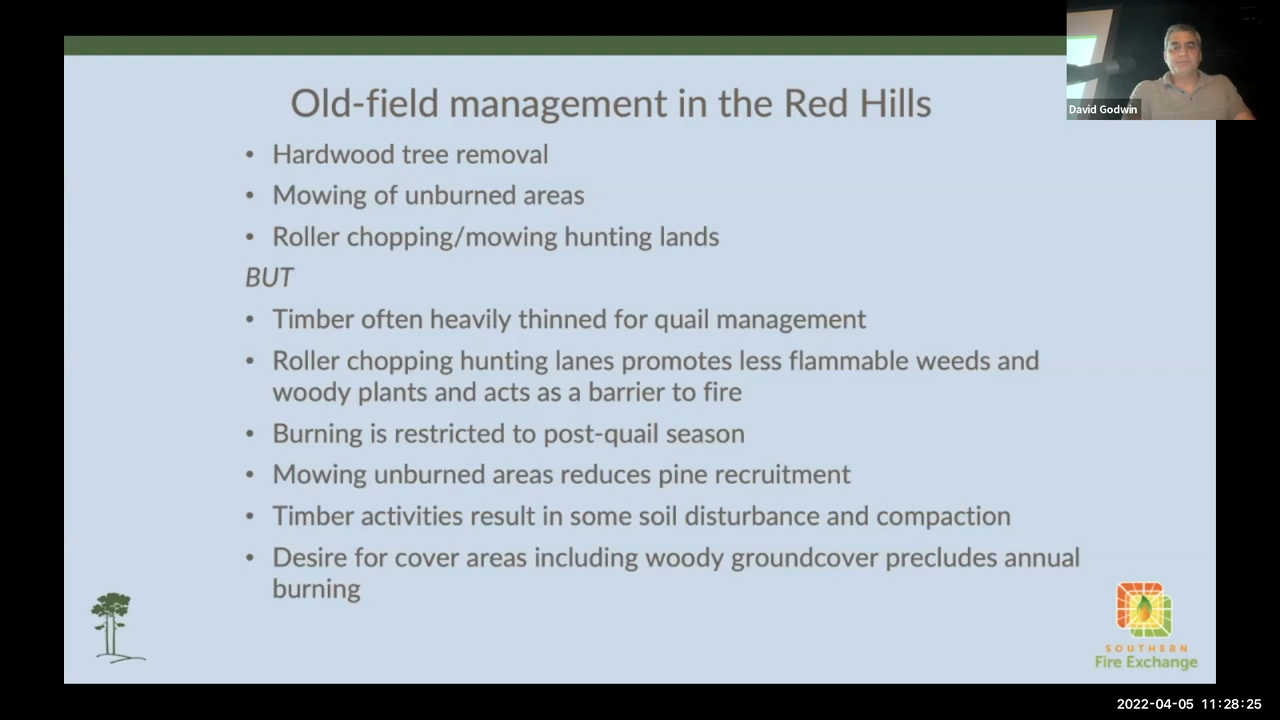 David Godwin
Old-field management in the Red Hills
• Hardwood tree removal
• Mowing of unburned areas
• Roller chopping/mowing hunting lands
BUT
• Timber often heavily thinned for quail management
• Roller chopping hunting lanes promotes less flammable weeds and
woody plants and acts as a barrier to fire
• Burning is restricted to post-quail season
• Mowing unburned areas reduces pine recruitment
• Timber activities result in some soil disturbance and compaction
• Desire for cover areas including woody groundcover precludes annual
burning
SOUTHERN
Fire Exchange
2022-04-05 11:28:25